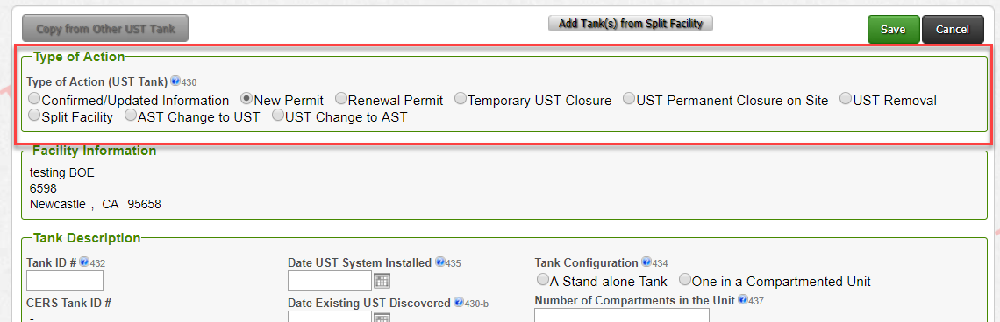 Copy from Other UST Tank
Add Tank(s) from Split Facility
Save
Cancel
Type of Action
Type of Action (UST Tank) 430
Confirmed/Updated Information New Permit Renewal Permit Temporary UST Closure UST Permanent Closure on Site UST Removal
Split Facility AST Change to UST UST Change to AST
Facility Information
testing BOE
6598
Newcastle , CA 95658
Tank Description
Tank ID # 432
Date UST System Installed 435
Tank Configuration 434
A Stand-alone Tank One in a Compartmented Unit
CERS Tank ID #
Date Existing UST Discovered 430-b
Number of Compartments in the Unit 437
-